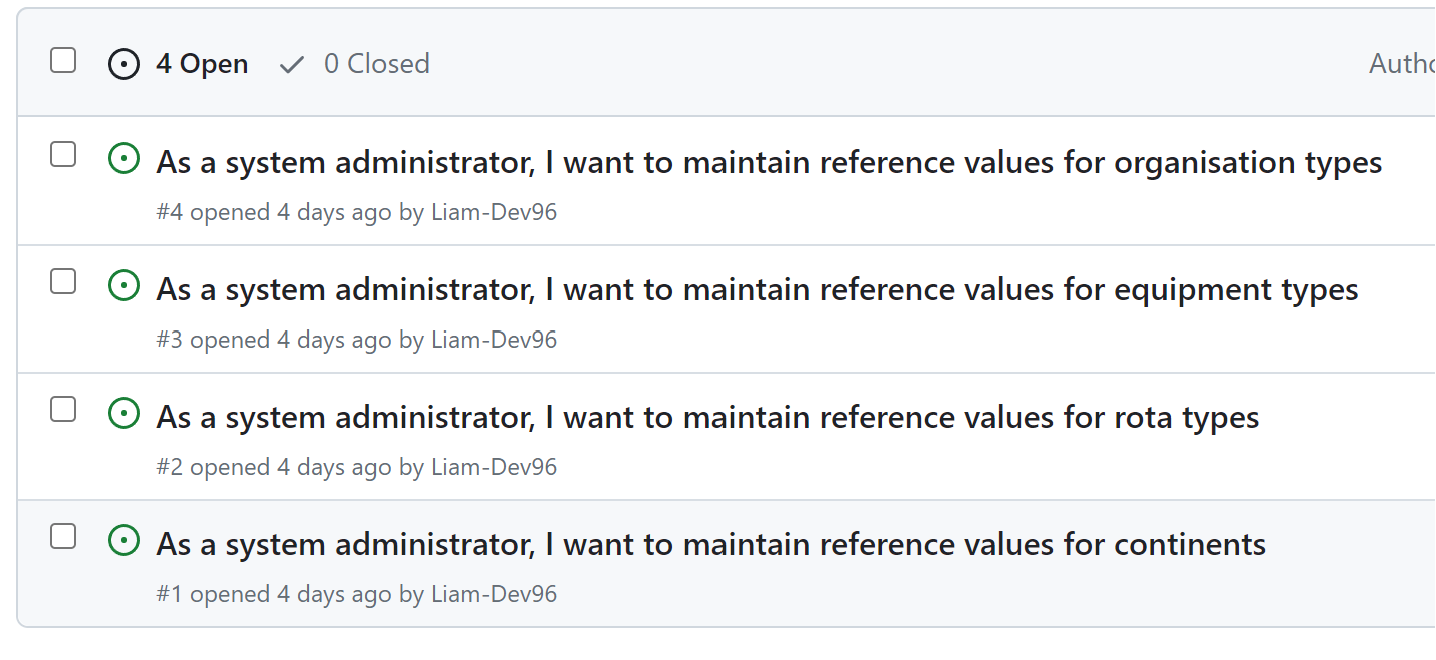 4 Open 0 Closed
As a system administrator, I want to maintain reference values for organisation types
#4 opened 4 days ago by Liam-Dev96
As a system administrator, I want to maintain reference values for equipment types
#3 opened 4 days ago by Liam-Dev96
As a system administrator, I want to maintain reference values for rota types
#2 opened 4 days ago by Liam-Dev96
As a system administrator, I want to maintain reference values for continents
#1 opened 4 days ago by Liam-Dev96